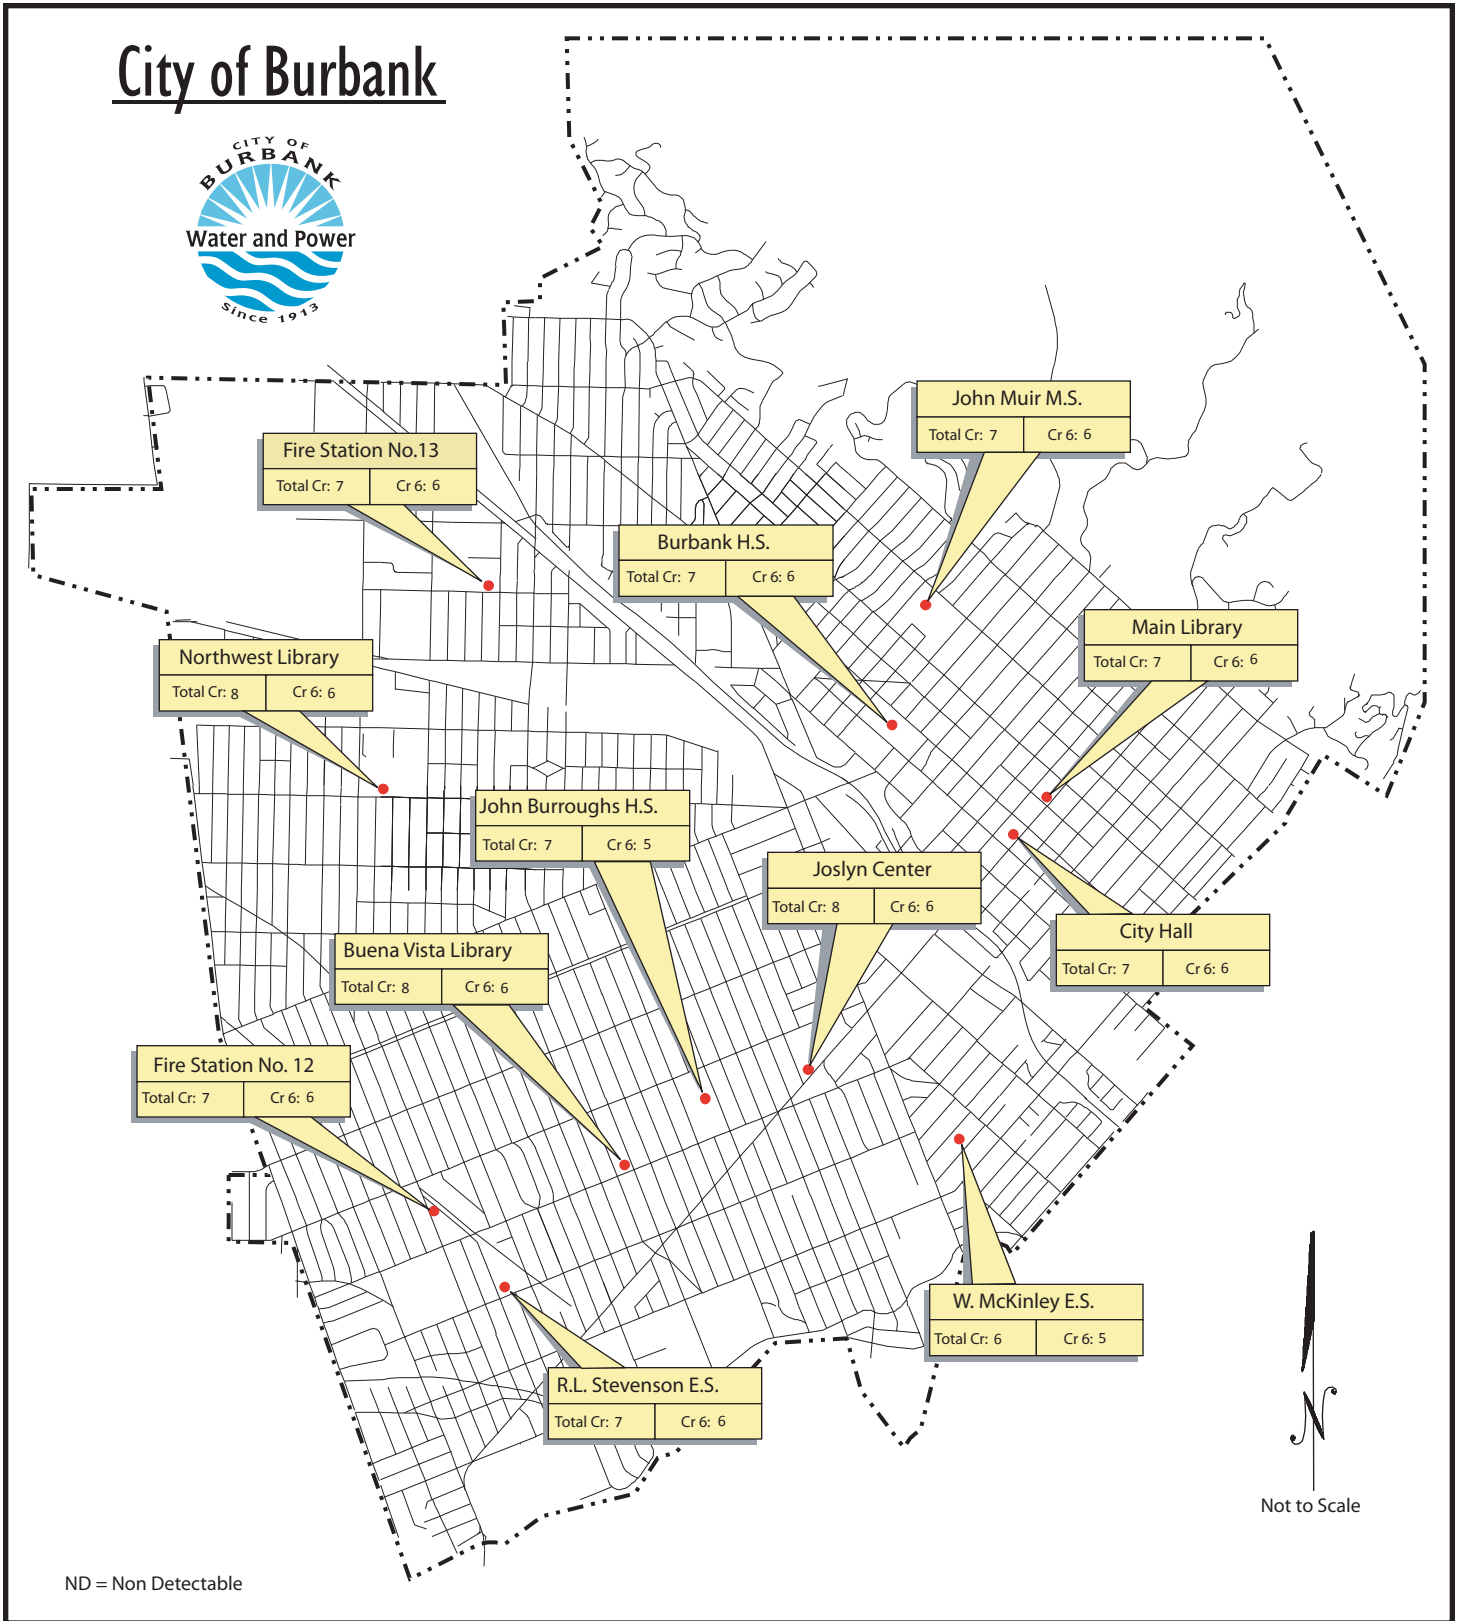 City of Burbank
CITY OF
BURBANK
Water and Power
Since 1913
John Muir M.S.
Total Cr: 7 Cr 6: 6
Fire Station No.13
Total Cr: 7 Cr 6: 6
Burbank H.S.
Total Cr: 7 Cr 6: 6
Main Library
Total Cr: 7 Cr 6: 6
Northwest Library
Total Cr: 8 Cr 6: 6
John Burroughs H.S.
Total Cr: 7 Cr 6: 5
Joslyn Center
Total Cr: 8 Cr 6: 6
City Hall
Total Cr: 7 Cr 6: 6
Buena Vista Library
Total Cr: 8 Cr 6: 6
Fire Station No. 12
Total Cr: 7 Cr 6: 6
W. McKinley E.S.
Total Cr: 6 Cr 6: 5
R.L. Stevenson E.S.
Total Cr: 7 Cr 6: 6
N
Not to Scale
ND = Non Detectable